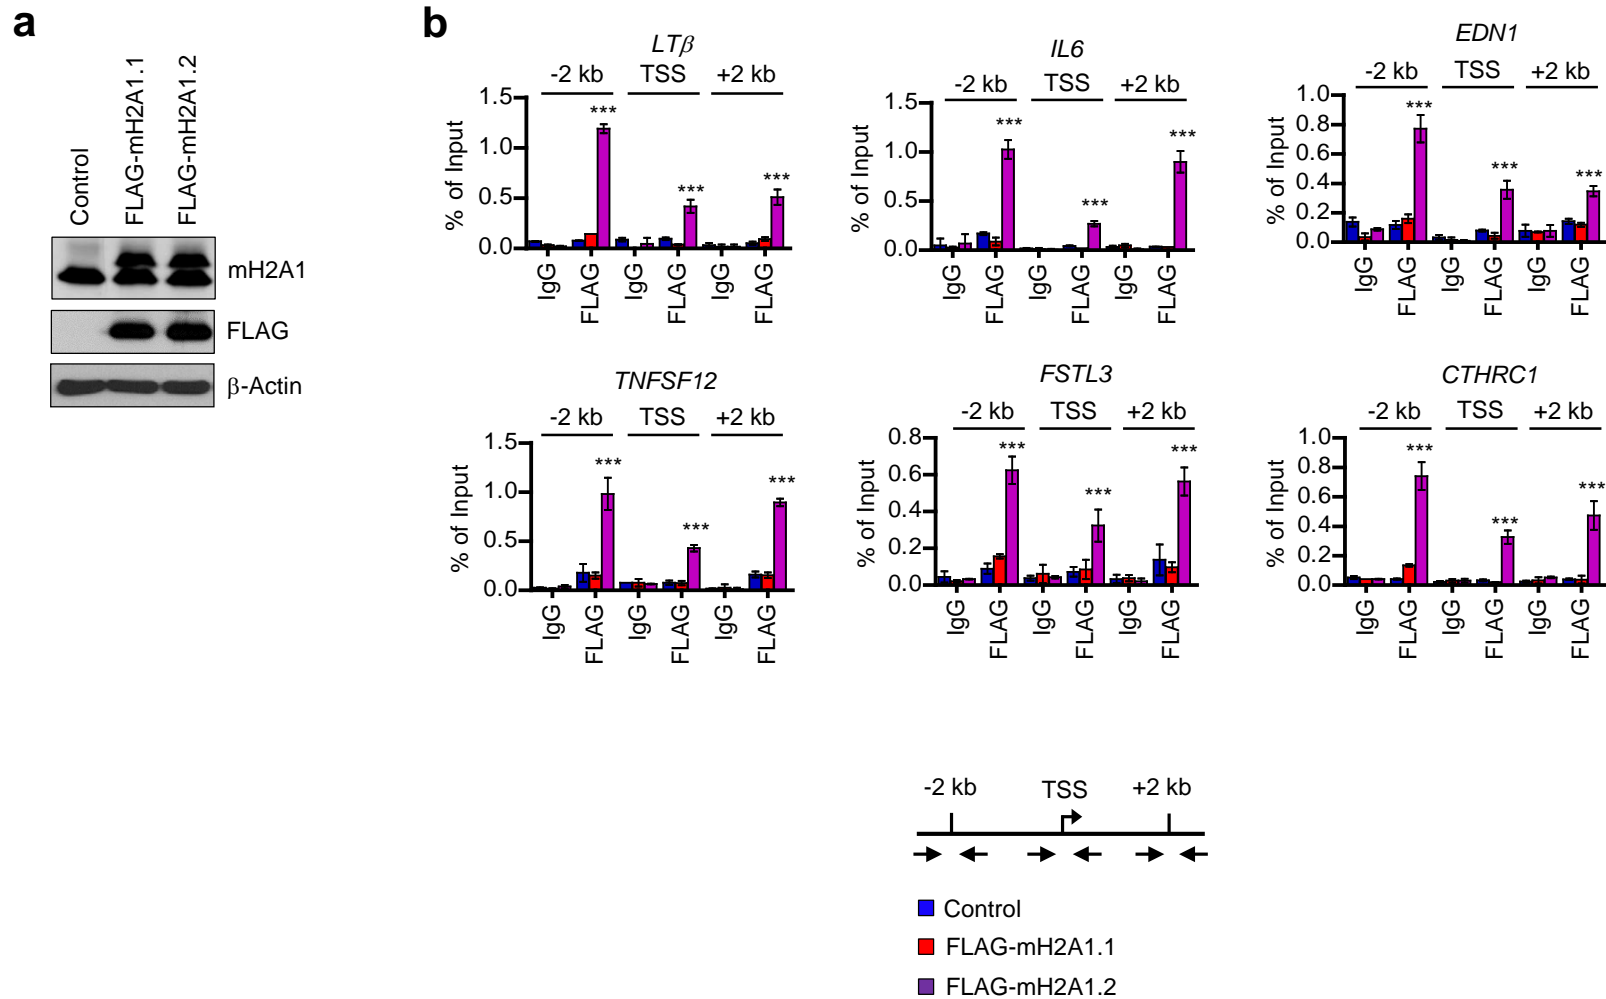 a
Control
FLAG-mH2A1.1
FLAG-mH2A1.2
mH2A1
FLAG
β-Actin
b
LTβ
-2 kb TSS +2 kb
% of Input
1.5
1.0
0.5
0.0
*** *** ***
IgG FLAG IgG FLAG IgG FLAG
IL6
-2 kb TSS +2 kb
% of Input
1.5
1.0
0.5
0.0
*** *** ***
IgG FLAG IgG FLAG IgG FLAG
EDN1
-2 kb TSS +2 kb
% of Input
1.0
0.8
0.6
0.4
0.2
0.0
*** *** ***
IgG FLAG IgG FLAG IgG FLAG
TNFSF12
-2 kb TSS +2 kb
% of Input
1.5
1.0
0.5
0.0
*** *** ***
IgG FLAG IgG FLAG IgG FLAG
FSTL3
-2 kb TSS +2 kb
% of Input
0.8
0.6
0.4
0.2
0.0
*** *** ***
IgG FLAG IgG FLAG IgG FLAG
CTHRC1
-2 kb TSS +2 kb
% of Input
1.0
0.8
0.6
0.4
0.2
0.0
*** *** ***
IgG FLAG IgG FLAG IgG FLAG
-2 kb TSS +2 kb
Control
FLAG-mH2A1.1
FLAG-mH2A1.2